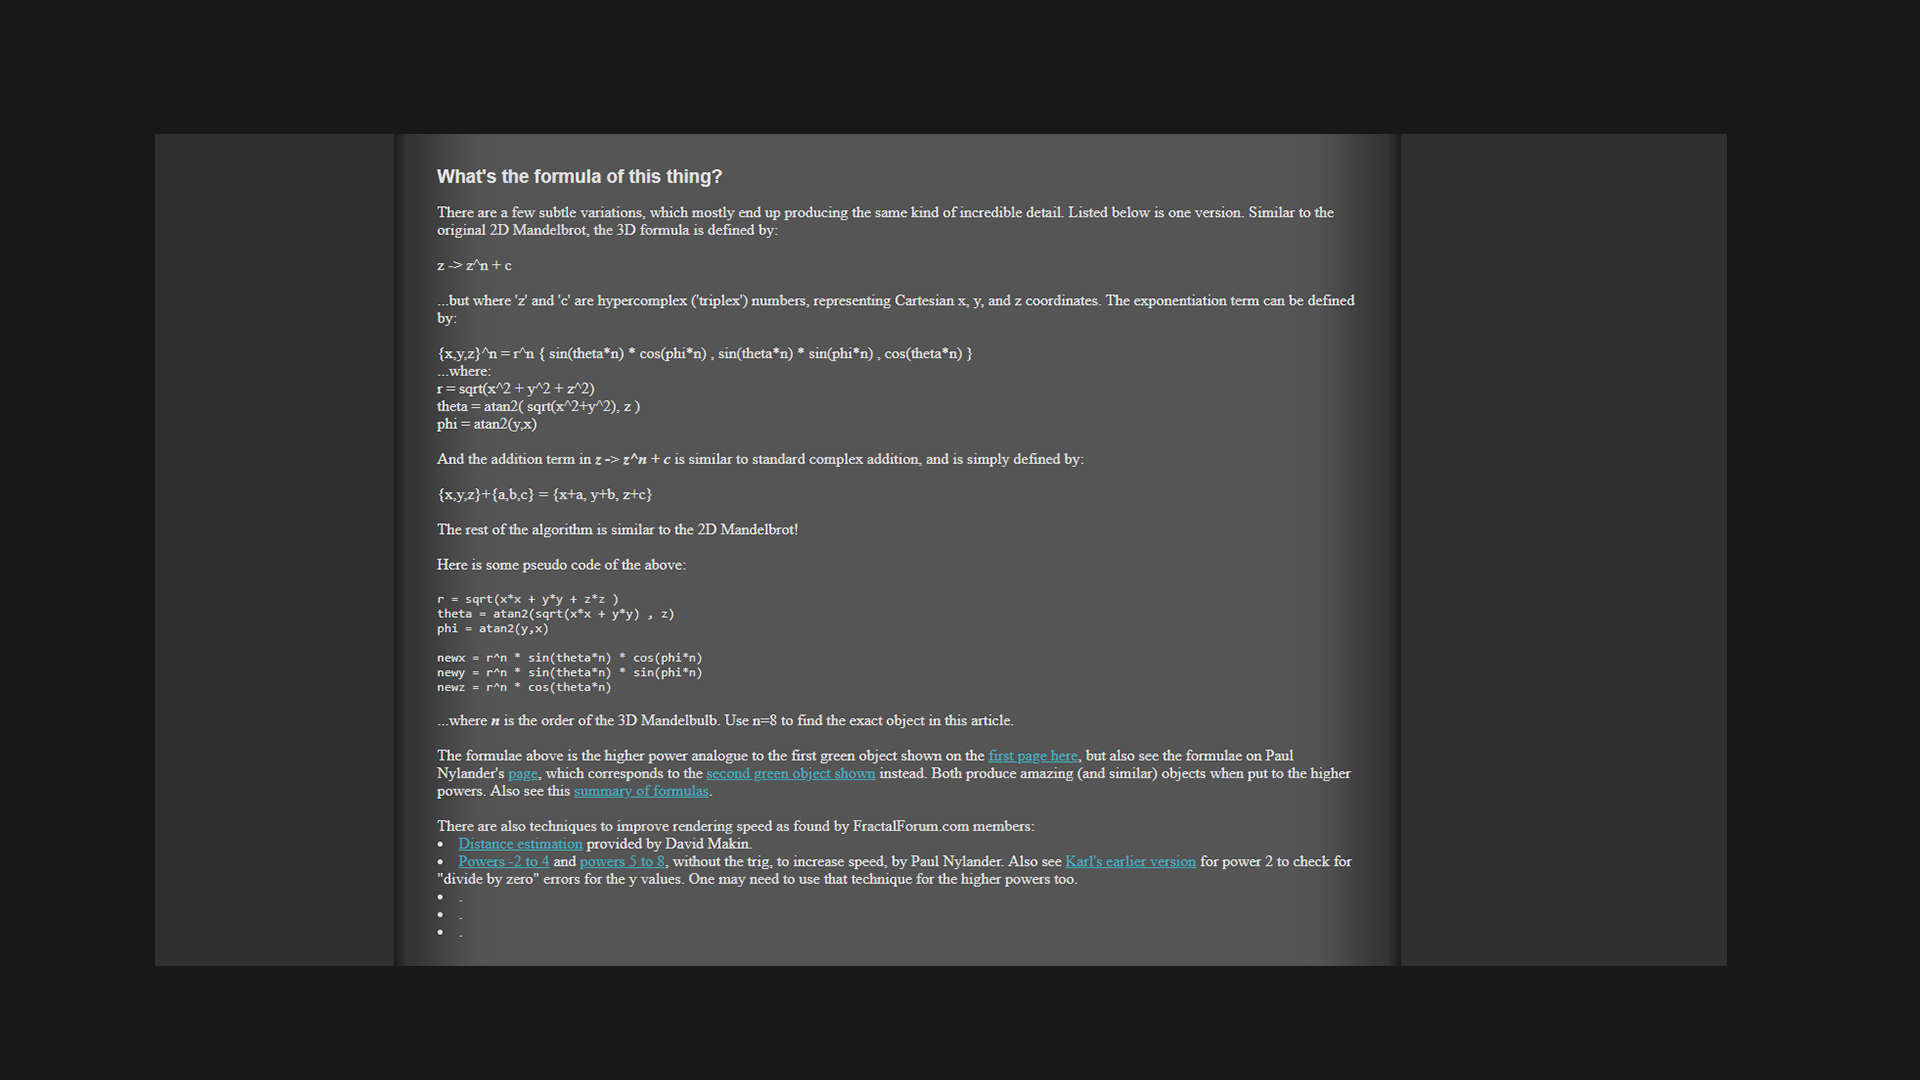 What's the formula of this thing?
There are a few subtle variations, which mostly end up producing the same kind of incredible detail. Listed below is one version. Similar to the
original 2D Mandelbrot, the 3D formula is defined by:
z -> z^n + c
...but where 'z' and 'c' are hypercomplex ('triplex') numbers, representing Cartesian x, y, and z coordinates. The exponentiation term can be defined
by:
{x,y,z}^n = r^n { sin(theta*n) * cos(phi*n) , sin(theta*n) * sin(phi*n) , cos(theta*n) }
...where:
r = sqrt(x^2 + y^2 + z^2)
theta = atan2( sqrt(x^2+y^2), z )
phi = atan2(y,x)
And the addition term in z -> z^n + c is similar to standard complex addition, and is simply defined by:
{x,y,z}+{a,b,c} = {x+a, y+b, z+c}
The rest of the algorithm is similar to the 2D Mandelbrot!
Here is some pseudo code of the above:
r = sqrt(x*x + y*y + z*z )
theta = atan2(sqrt(x*x + y*y) , z)
phi = atan2(y,x)
newx = r^n * sin(theta*n) * cos(phi*n)
newy = r^n * sin(theta*n) * sin(phi*n)
newz = r^n * cos(theta*n)
...where n is the order of the 3D Mandelbulb. Use n=8 to find the exact object in this article.
The formulae above is the higher power analogue to the first green object shown on the first page here, but also see the formulae on Paul
Nylander's page, which corresponds to the second green object shown instead. Both produce amazing (and similar) objects when put to the higher
powers. Also see this summary of formulas.
There are also techniques to improve rendering speed as found by FractalForum.com members:
• Distance estimation provided by David Makin.
• Powers -2 to 4 and powers 5 to 8, without the trig, to increase speed, by Paul Nylander. Also see Karl's earlier version for power 2 to check for
"divide by zero" errors for the y values. One may need to use that technique for the higher powers too.
• .
• .
• .